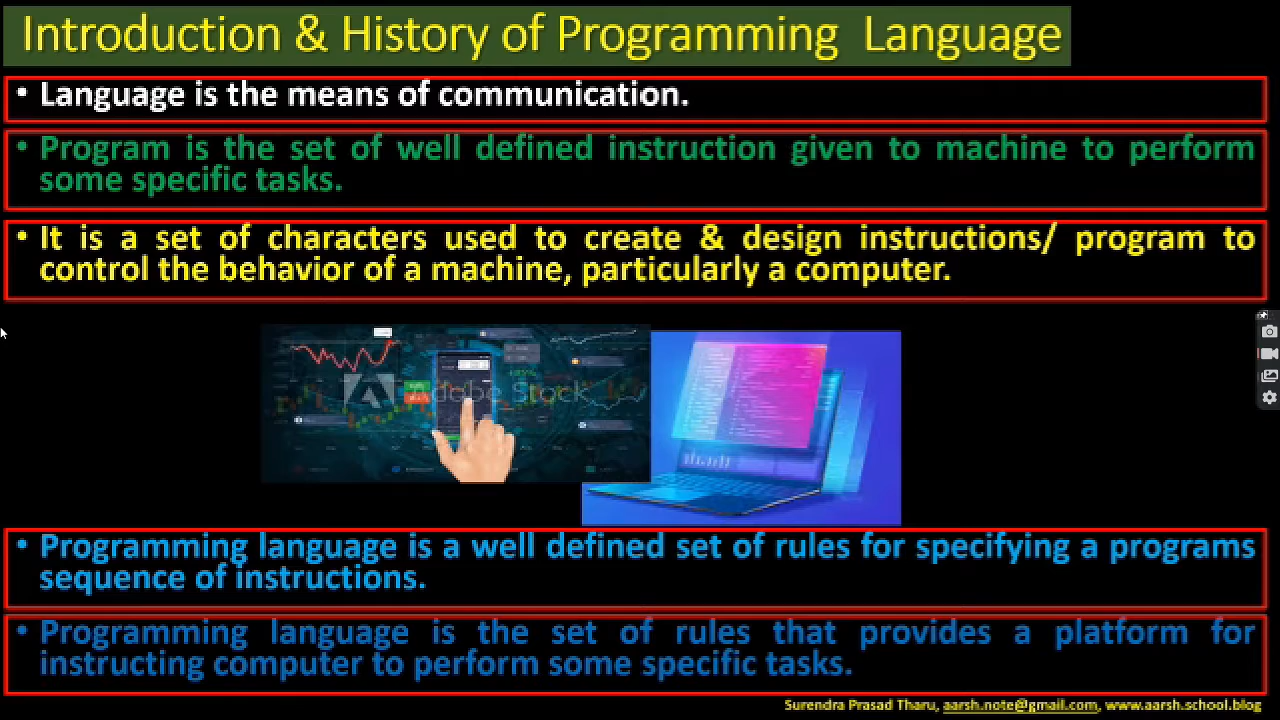 Introduction & History of Programming Language
• Language is the means of communication.
• Program is the set of well defined instruction given to machine to perform
some specific tasks.
• It is a set of characters used to create & design instructions/ program to
control the behavior of a machine, particularly a computer.
Adobe Stock
• Programming language is a well defined set of rules for specifying a programs
sequence of instructions.
• Programming language is the set of rules that provides a platform for
instructing computer to perform some specific tasks.
Surendra Prasad Tharu, aarsh.note@gmail.com, www.aarsh.school.blog